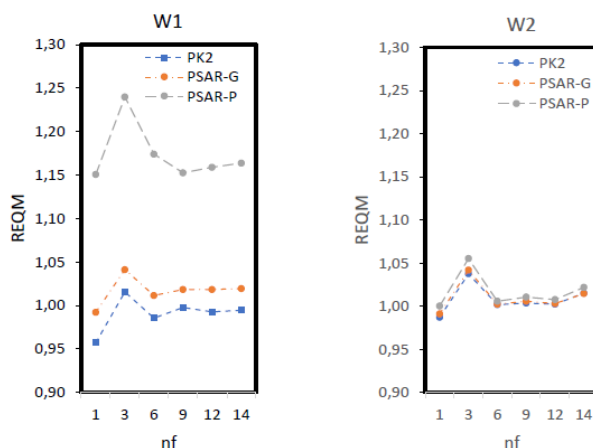 W1
1,30
1,25
1,20
1,15
1,10
1,05
1,00
0,95
0,90
REQM
PK2
PSAR-G
PSAR-P
1 3 6 9 12 14
nf
W2
1,30
1,25
1,20
1,15
1,10
1,05
1,00
0,95
0,90
REQM
PK2
PSAR-G
PSAR-P
1 3 6 9 12 14
nf